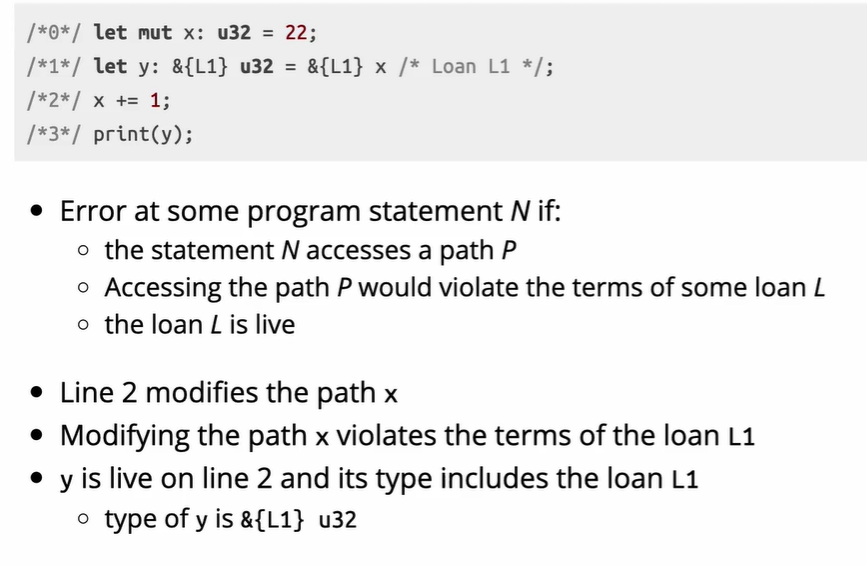 /*0*/ let mut x: u32 = 22;
/*1*/ let y: &{L1} u32 = &{L1} x /* Loan L1 */;
/*2*/ x += 1;
/*3*/ print(y);
• Error at some program statement N if:
○ the statement N accesses a path P
○ Accessing the path P would violate the terms of some loan L
○ the loan L is live
• Line 2 modifies the path x
• Modifying the path x violates the terms of the loan L1
• y is live on line 2 and its type includes the loan L1
○ type of y is &{L1} u32